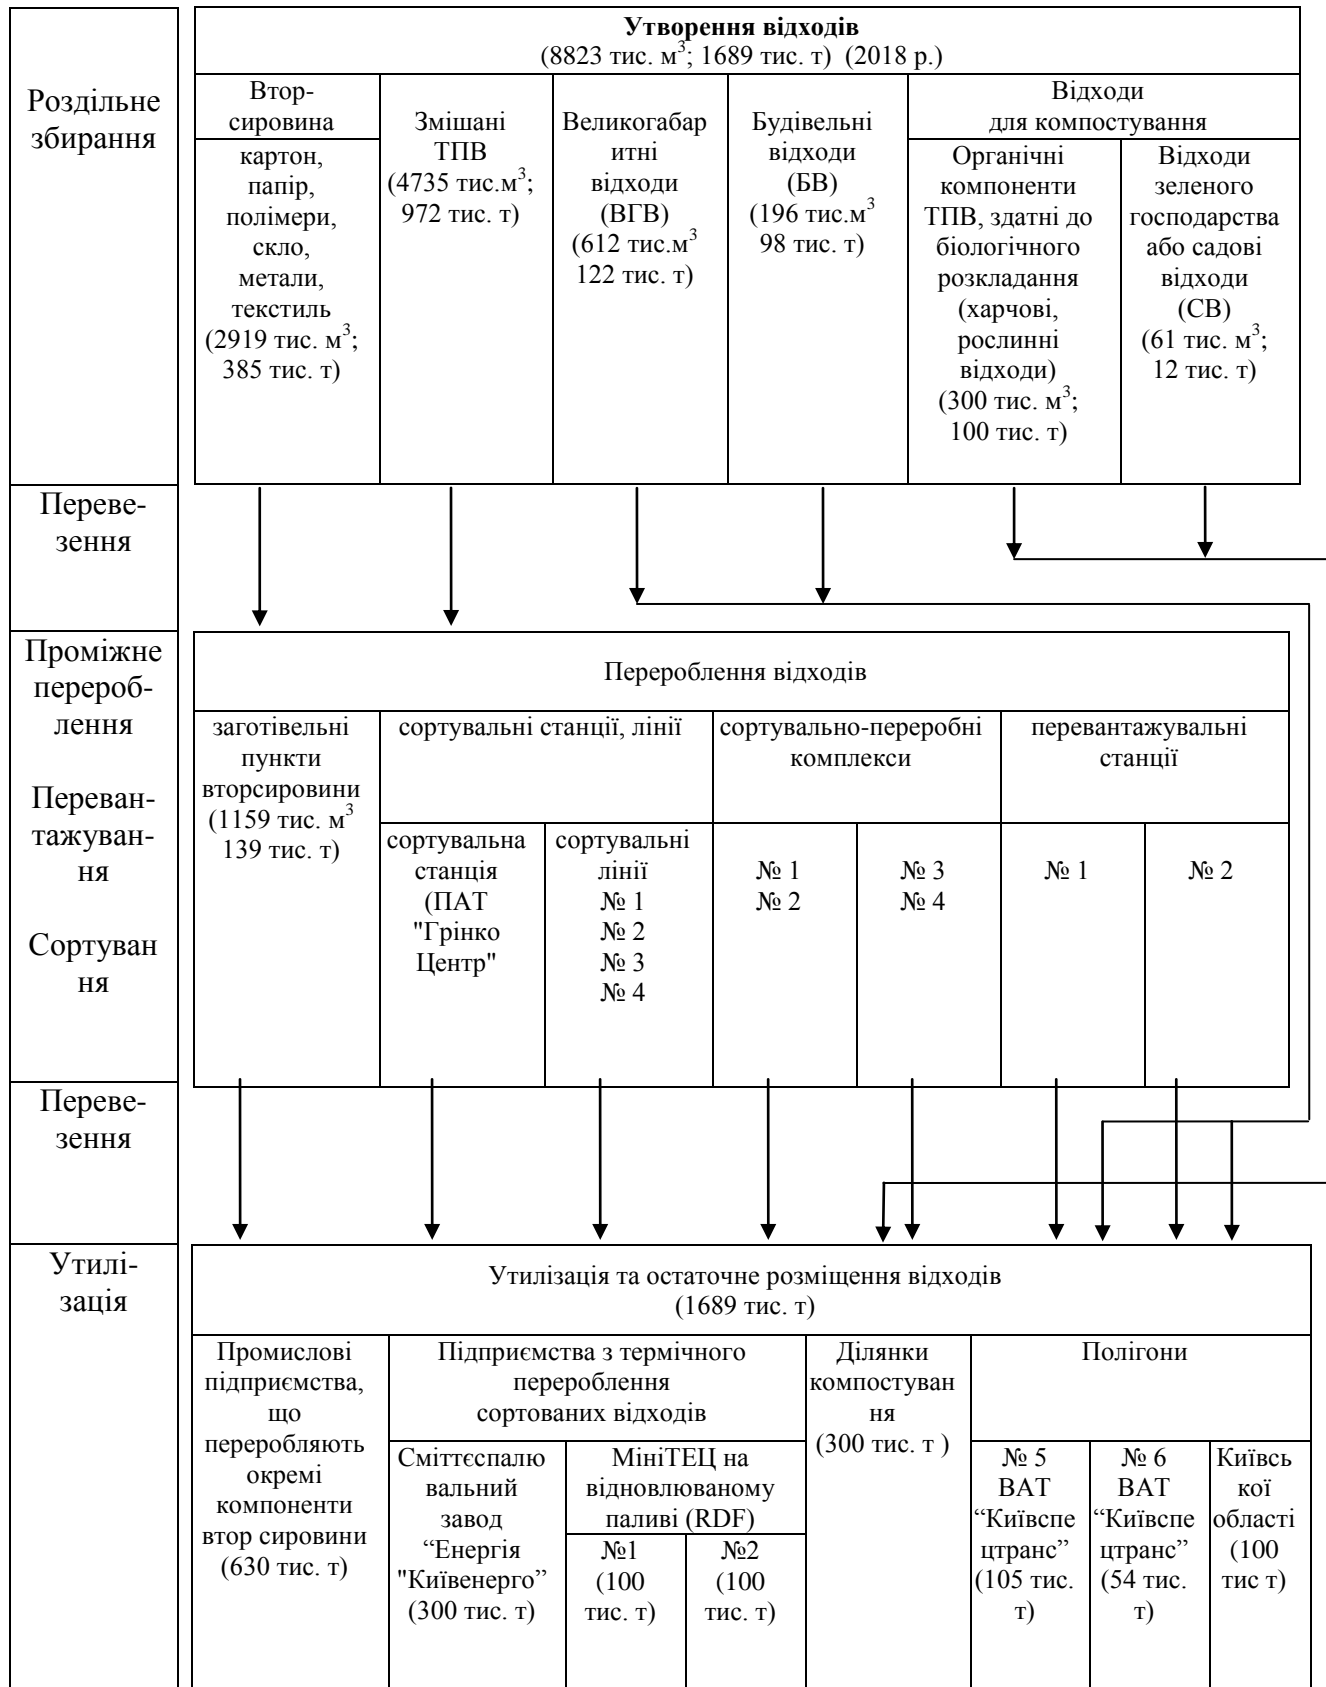 Роздільне
збирання
Утворення відходів
(8823 тис. м³; 1689 тис. т) (2018 р.)
Втор-
сировина
картон,
папір,
полімери,
скло,
метали,
текстиль
(2919 тис. м³;
385 тис. т)
Змішані
ТПВ
(4735 тис.м³;
972 тис. т)
Великогабар
итні
відходи
(ВГВ)
(612 тис.м³
122 тис. т)
Будівельні
відходи
(БВ)
(196 тис.м³
98 тис. т)
Відходи
для компостування
Органічні
компоненти
ТПВ, здатні до
біологічного
розкладання
(харчові,
рослинні
відходи)
(300 тис. м³;
100 тис. т)
Відходи
зеленого
господарства
або садові
відходи
(СВ)
(61 тис. м³;
12 тис. т)
Переве-
зення
Проміжне
перероб-
лення
Переван-
тажуван-
ня
Сортуван
ня
Перероблення відходів
заготівельні
пункти
вторсировини
(1159 тис. м³
139 тис. т)
сортувальні станції, лінії
сортувальна
станція
(ПАТ
"Грінко
Центр"
сортувальні
лінії
№ 1
№ 2
№ 3
№ 4
сортувально-переробні
комплекси
№ 1
№ 2
№ 3
№ 4
перевантажувальні
станції
№ 1
№ 2
Переве-
зення
Утилі-
зація
Утилізація та остаточне розміщення відходів
(1689 тис. т)
Промислові
підприємства,
що
переробляють
окремі
компоненти
втор сировини
(630 тис. т)
Підприємства з термічного
перероблення
сортованих відходів
Сміттєспалю
вальний
завод
“Енергія
"Київенерго”
(300 тис. т)
МініТЕЦ на
відновлюваному
паливі (RDF)
№1
(100
тис. т)
№2
(100
тис. т)
Ділянки
компостуван
ня
(300 тис. т )
Полігони
№ 5
ВАТ
“Київспе
цтранс”
(105 тис.
т)
№ 6
ВАТ
“Київспе
цтранс”
(54 тис.
т)
Київсь
кої
області
(100
тис т)